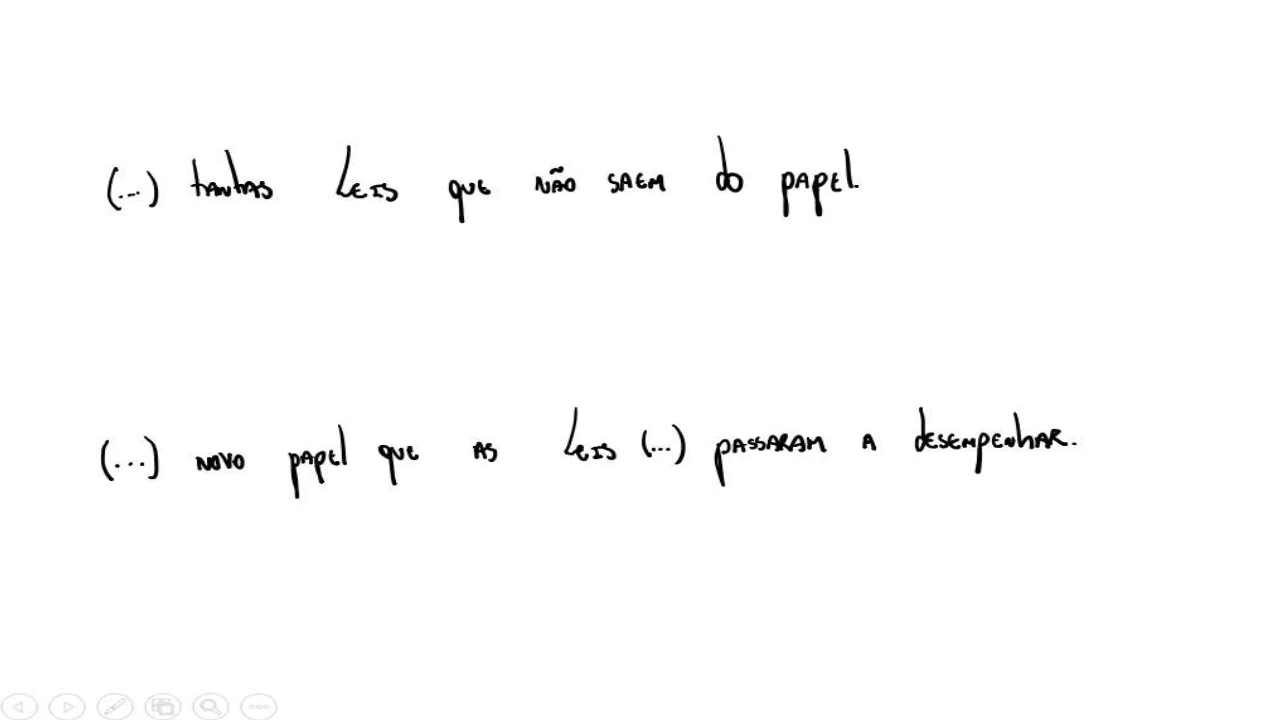 (...) tantas Leis que não saem do papel.
(...) novo papel que as Leis (...) passaram a desempenhar.